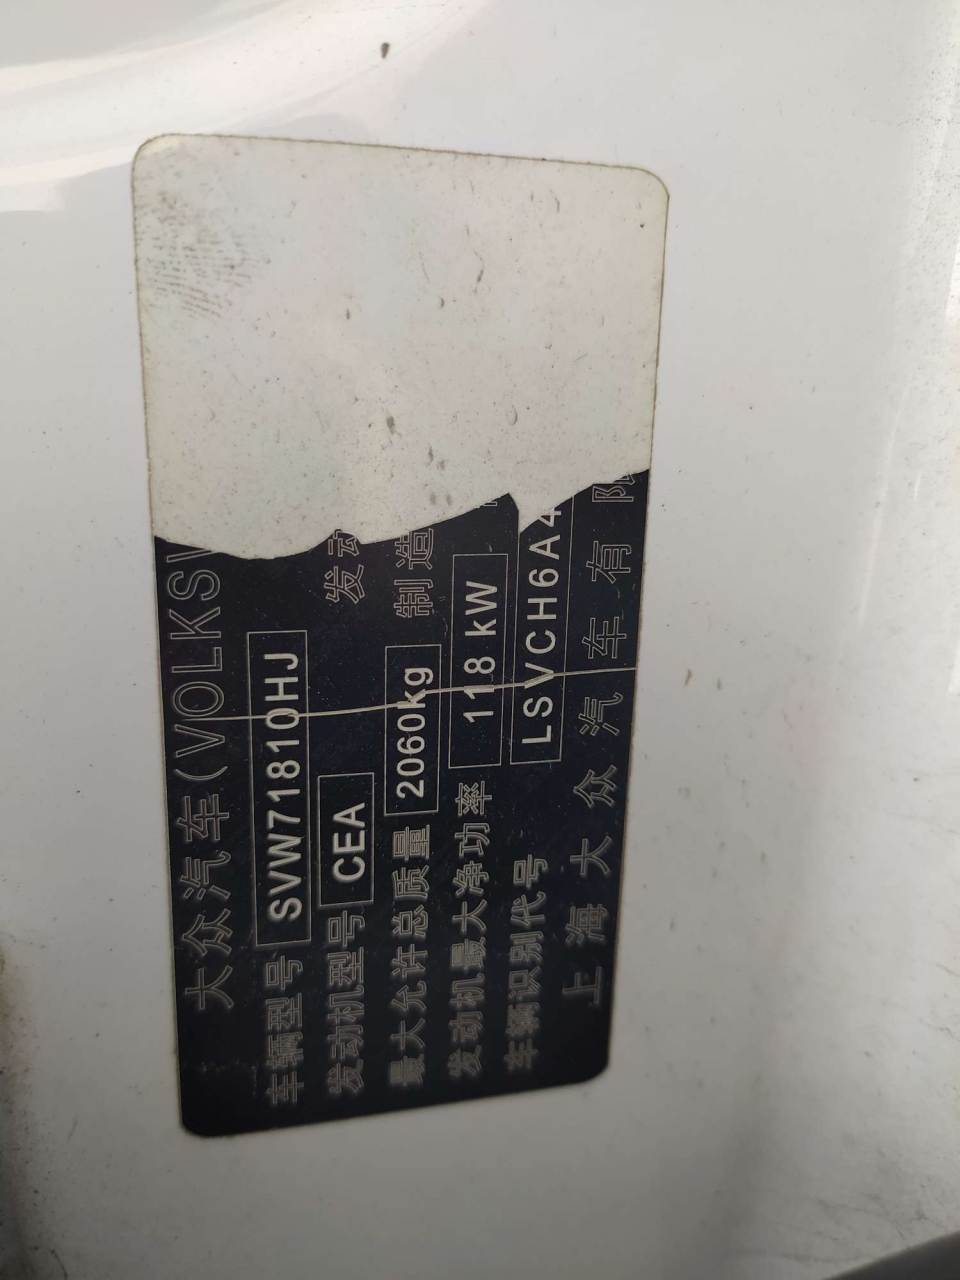 大众汽车(VOLKSW
车辆型号 SVW71810HJ
发动机型号 CEA 发动
最大允许总质量 2060kg 制造
发动机最大净功率 118 kW
车辆识别代号 LSVCH6A4
上海大众汽车有限